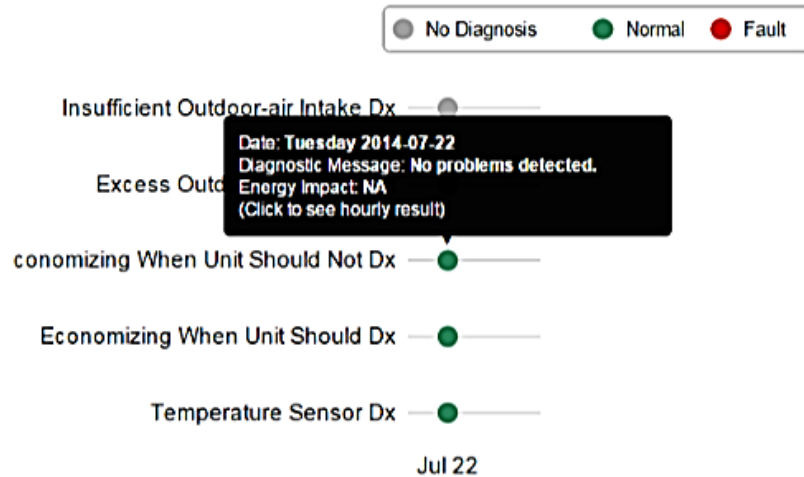 No Diagnosis Normal Fault
Insufficient Outdoor-air Intake Dx
Date: Tuesday 2014-07-22
Diagnostic Message: No problems detected.
Excess Outd
Energy Impact: NA
(Click to see hourly result)
conomizing When Unit Should Not Dx
Economizing When Unit Should Dx
Temperature Sensor Dx
Jul 22